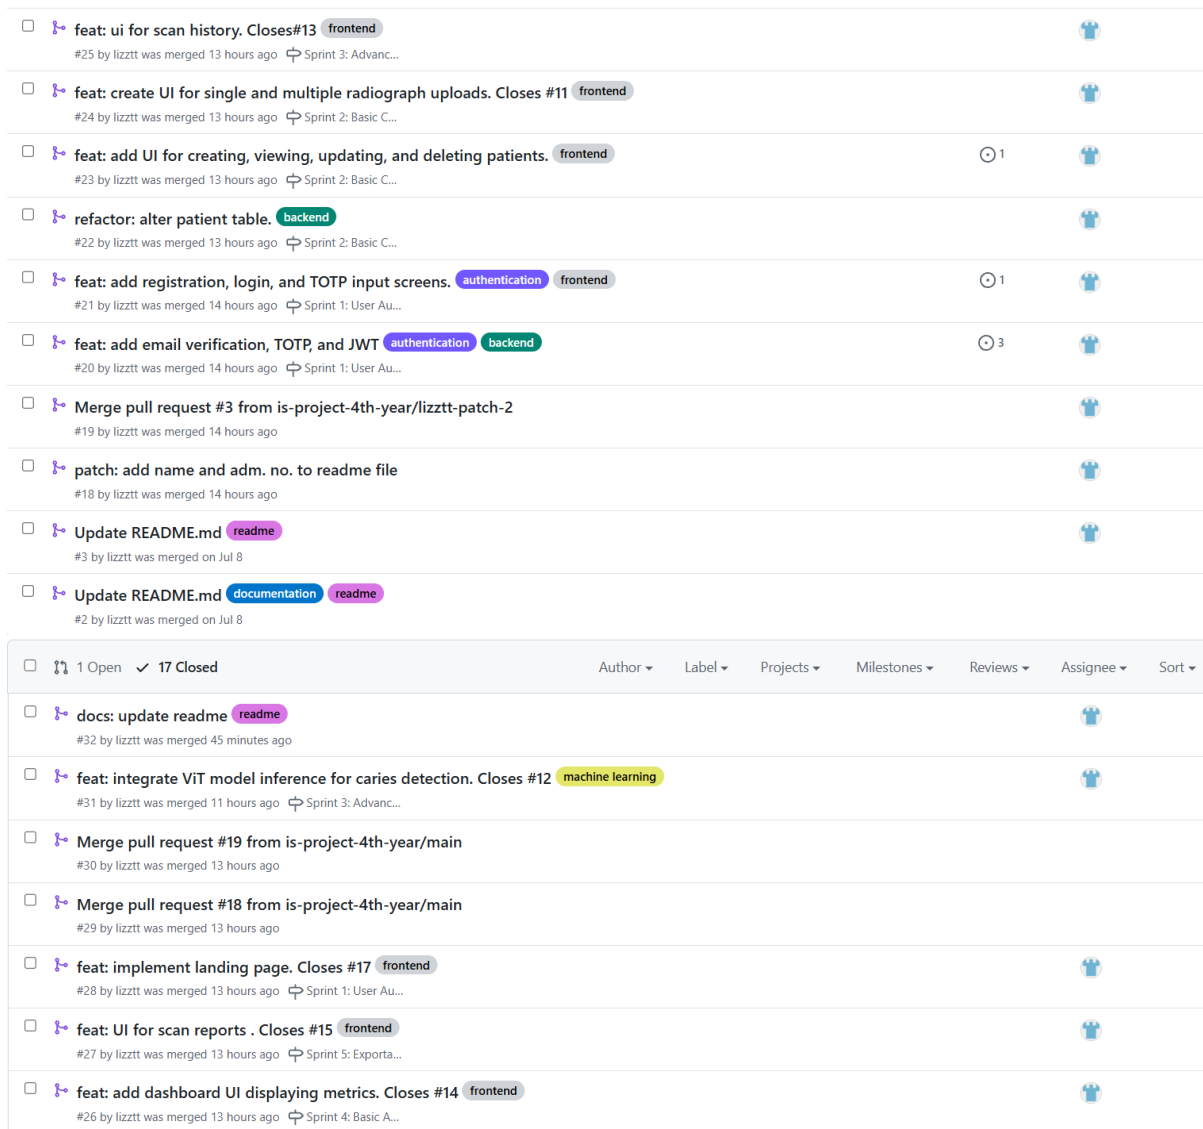 feat: ui for scan history. Closes#13 frontend
#25 by lizztt was merged 13 hours ago Sprint 3: Advanc...
feat: create UI for single and multiple radiograph uploads. Closes #11 frontend
#24 by lizztt was merged 13 hours ago Sprint 2: Basic C...
feat: add UI for creating, viewing, updating, and deleting patients. frontend 1
#23 by lizztt was merged 13 hours ago Sprint 2: Basic C...
refactor: alter patient table. backend
#22 by lizztt was merged 13 hours ago Sprint 2: Basic C...
feat: add registration, login, and TOTP input screens. authentication frontend 1
#21 by lizztt was merged 14 hours ago Sprint 1: User Au...
feat: add email verification, TOTP, and JWT authentication backend 3
#20 by lizztt was merged 14 hours ago Sprint 1: User Au...
Merge pull request #3 from is-project-4th-year/lizztt-patch-2
#19 by lizztt was merged 14 hours ago
patch: add name and adm. no. to readme file
#18 by lizztt was merged 14 hours ago
Update README.md readme
#3 by lizztt was merged on Jul 8
Update README.md documentation readme
#2 by lizztt was merged on Jul 8
1 Open 17 Closed Author Label Projects Milestones Reviews Assignee Sort
docs: update readme readme
#32 by lizztt was merged 45 minutes ago
feat: integrate ViT model inference for caries detection. Closes #12 machine learning
#31 by lizztt was merged 11 hours ago Sprint 3: Advanc...
Merge pull request #19 from is-project-4th-year/main
#30 by lizztt was merged 13 hours ago
Merge pull request #18 from is-project-4th-year/main
#29 by lizztt was merged 13 hours ago
feat: implement landing page. Closes #17 frontend
#28 by lizztt was merged 13 hours ago Sprint 1: User Au...
feat: UI for scan reports . Closes #15 frontend
#27 by lizztt was merged 13 hours ago Sprint 5: Exporta...
feat: add dashboard UI displaying metrics. Closes #14 frontend
#26 by lizztt was merged 13 hours ago Sprint 4: Basic A...